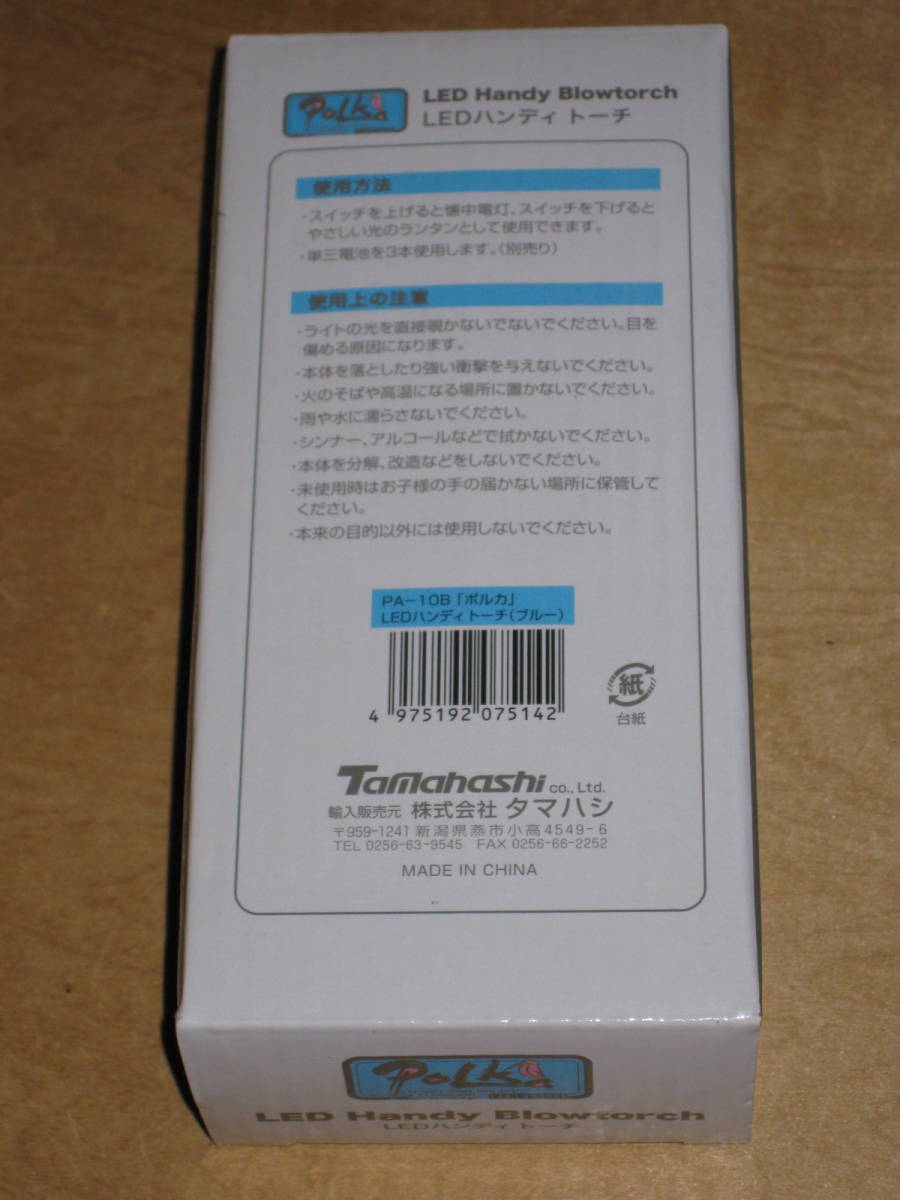 Polka
LED Handy Blowtorch
LEDハンディ トーチ
使用方法
・スイッチを上げると懐中電灯、スイッチを下げると
やさしい光のランタンとして使用できます。
・単三電池を3本使用します。（別売り）
使用上の注意
・ライトの光を直接覗かないでないでください。目を
傷める原因になります。
・本体を落としたり強い衝撃を与えないでください。
・火のそばや高温になる場所に置かないでください。
・雨や水に濡らさないでください。
・シンナー、アルコールなどで拭かないでください。
・本体を分解、改造などをしないでください。
・未使用時はお子様の手の届かない場所に保管して
ください。
・本来の目的以外には使用しないでください。
PA-10B「ポルカ」
LEDハンディ トーチ（ブルー）
4 975192 075142
紙
台紙
Tamahashi co., Ltd.
輸入販売元 株式会社 タマハシ
〒959-1241 新潟県燕市小高4549-6
TEL 0256-63-9545 FAX 0256-66-2252
MADE IN CHINA
Polka
LED Handy Blowtorch
LEDハンディ トーチ